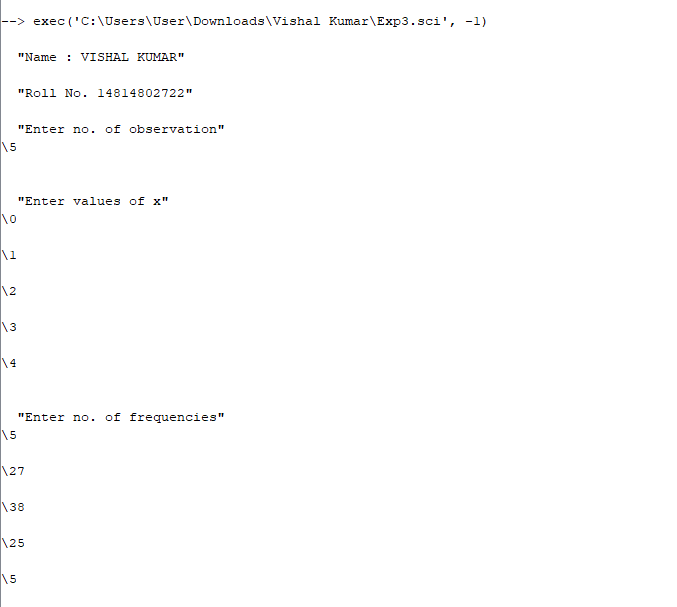 --> exec('C:\Users\User\Downloads\Vishal Kumar\Exp3.sci', -1)
"Name : VISHAL KUMAR"
"Roll No. 14814802722"
"Enter no. of observation"
\5
"Enter values of x"
\0
\1
\2
\3
\4
"Enter no. of frequencies"
\5
\27
\38
\25
\5